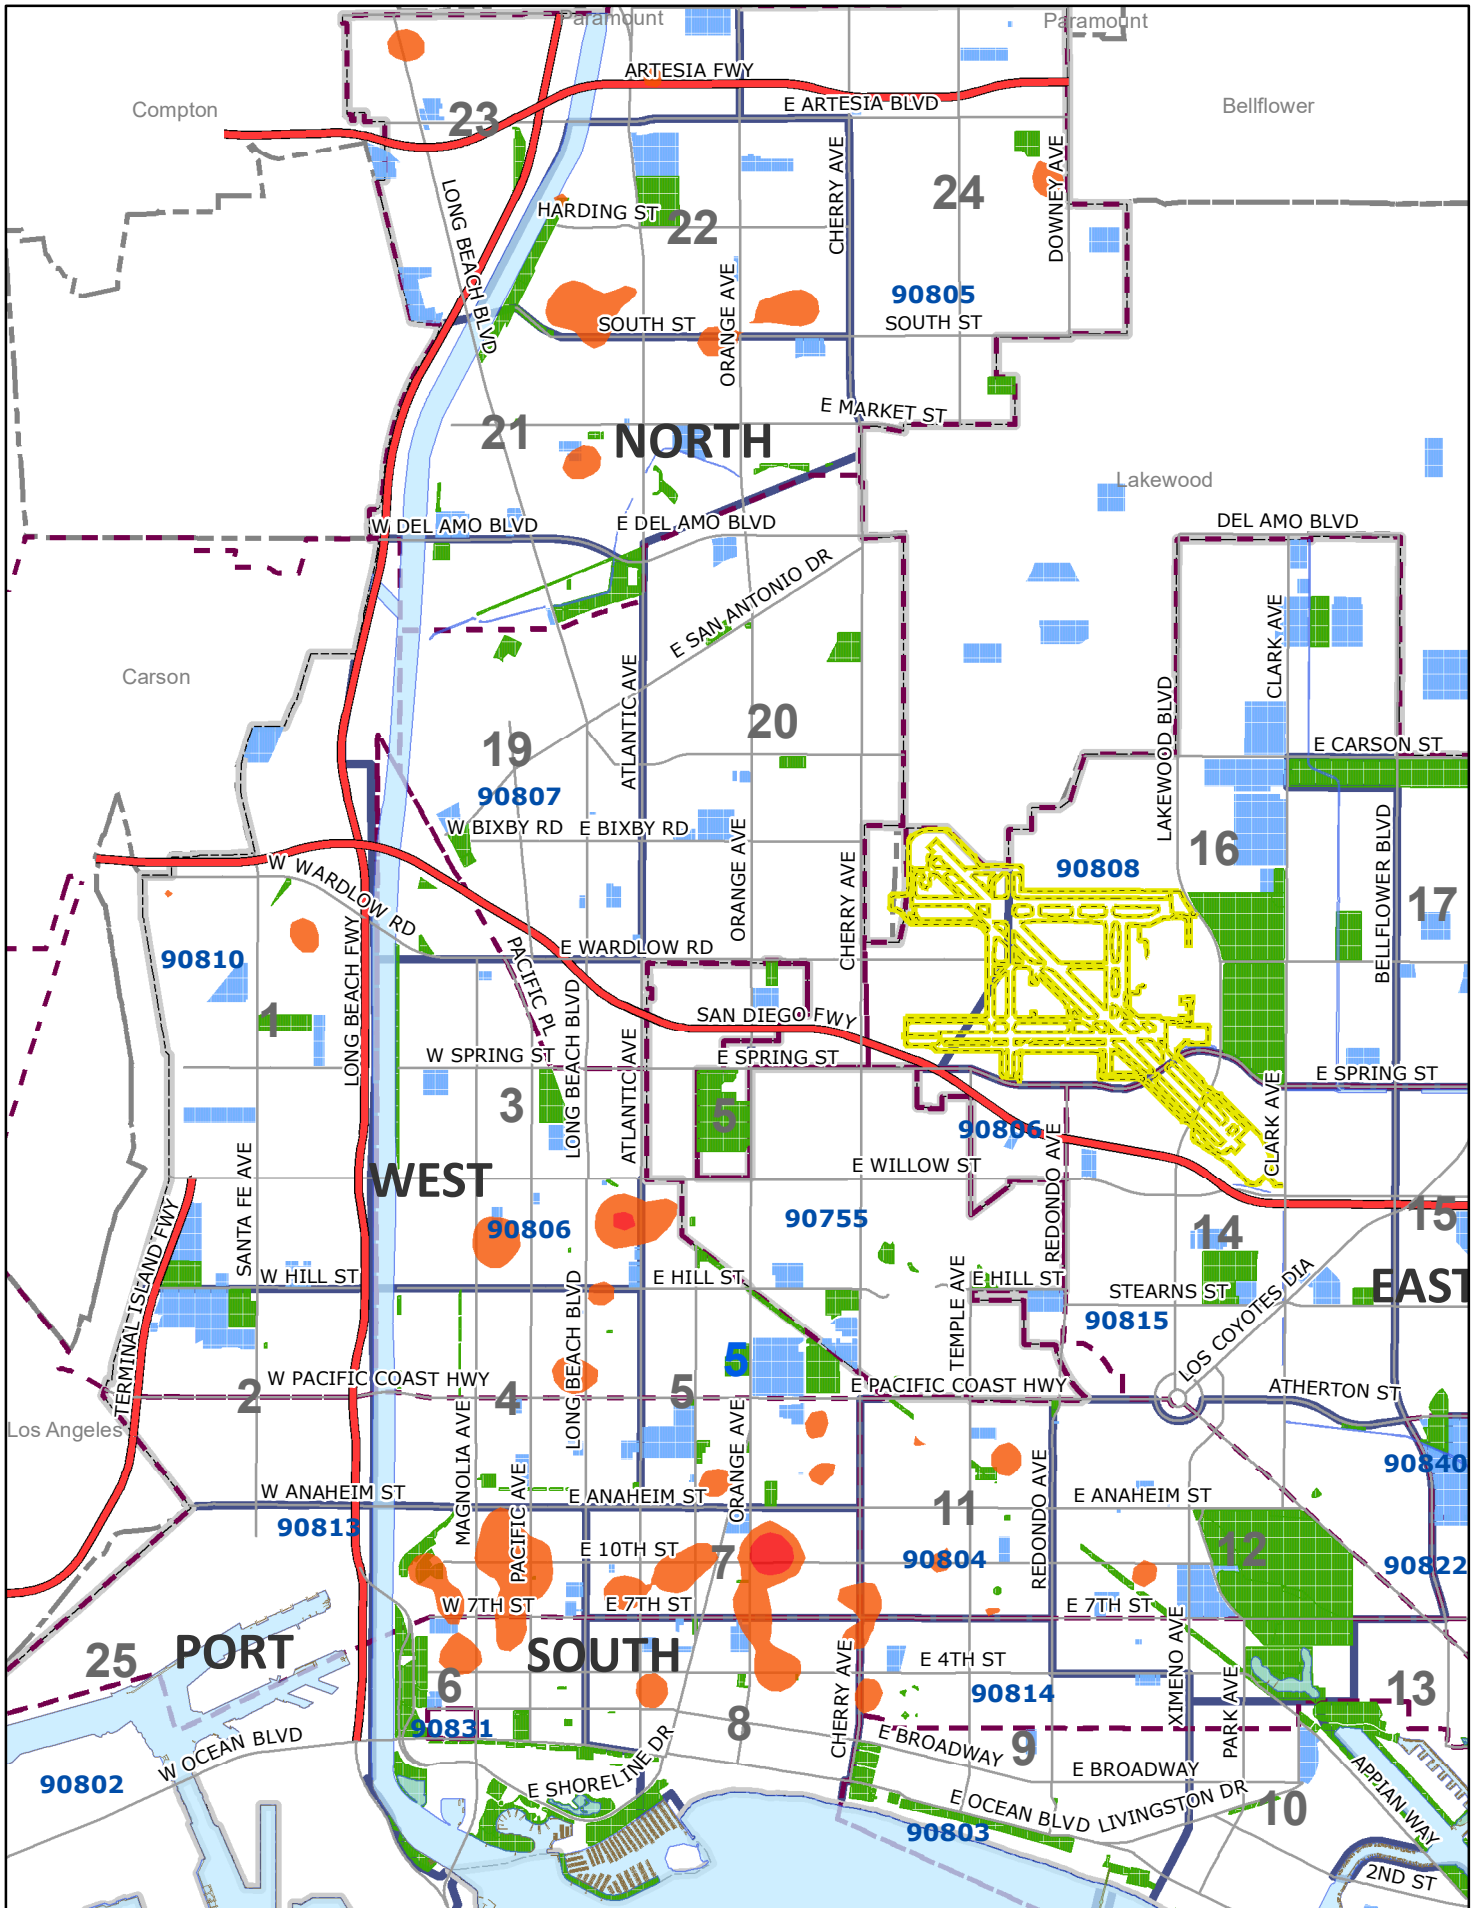 Paramount
Paramount
ARTESIA FWY
E ARTESIA BLVD
Compton
Bellflower
23
CHERRY AVE
DOWNEY AVE
24
LONG BEACH BLVD
HARDING ST
22
ORANGE AVE
90805
SOUTH ST
SOUTH ST
E MARKET ST
21
NORTH
Lakewood
W DEL AMO BLVD
E DEL AMO BLVD
DEL AMO BLVD
E SAN ANTONIO DR
CLARK AVE
Carson
ATLANTIC AVE
20
LAKEWOOD BLVD
19
E CARSON ST
90807
W BIXBY RD
E BIXBY RD
ORANGE AVE
CHERRY AVE
16
BELLFLOWER BLVD
W WARDLOW RD
90808
17
LONG BEACH FWY
PACIFIC PL
E WARDLOW RD
90810
1
LONG BEACH BLVD
SAN DIEGO FWY
ATLANTIC AVE
W SPRING ST
E SPRING ST
E SPRING ST
3
5
CLARK AVE
90806
REDONDO AVE
SANTA FE AVE
WEST
E WILLOW ST
TERMINAL ISLAND FWY
90806
90755
14
15
W HILL ST
LONG BEACH BLVD
E HILL ST
TEMPLE AVE
E HILL ST
STEARNS ST
EAST
90815
LOS COYOTES DIA
5
W PACIFIC COAST HWY
E PACIFIC COAST HWY
ATHERTON ST
2
4
5
Los Angeles
MAGNOLIA AVE
PACIFIC AVE
ORANGE AVE
REDONDO AVE
90840
W ANAHEIM ST
E ANAHEIM ST
E ANAHEIM ST
11
90813
E 10TH ST
7
90804
12
90822
W 7TH ST
E 7TH ST
E 7TH ST
CHERRY AVE
XIMENO AVE
PARK AVE
25
PORT
SOUTH
E 4TH ST
6
90814
13
90831
8
9
W OCEAN BLVD
E SHORELINE DR
E BROADWAY
E BROADWAY
90802
E OCEAN BLVD
LIVINGSTON DR
10
APPIAN WAY
90803
2ND ST